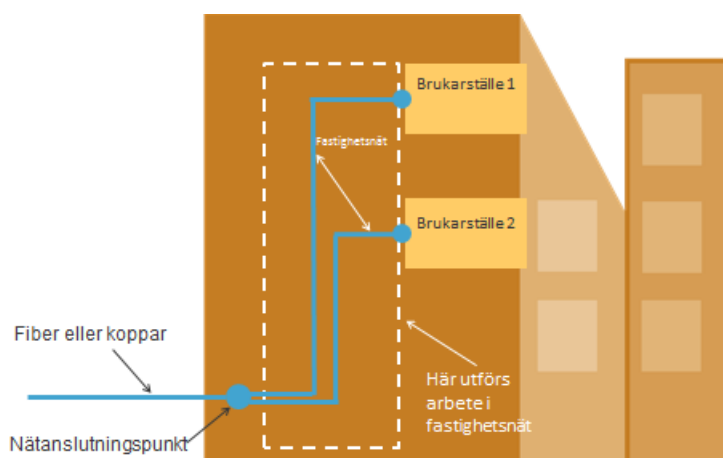 Brukarställe 1
Fastighetsnät
Brukarställe 2
Fiber eller koppar
Här utförs
arbete i
fastighetsnät
Nätanslutningspunkt